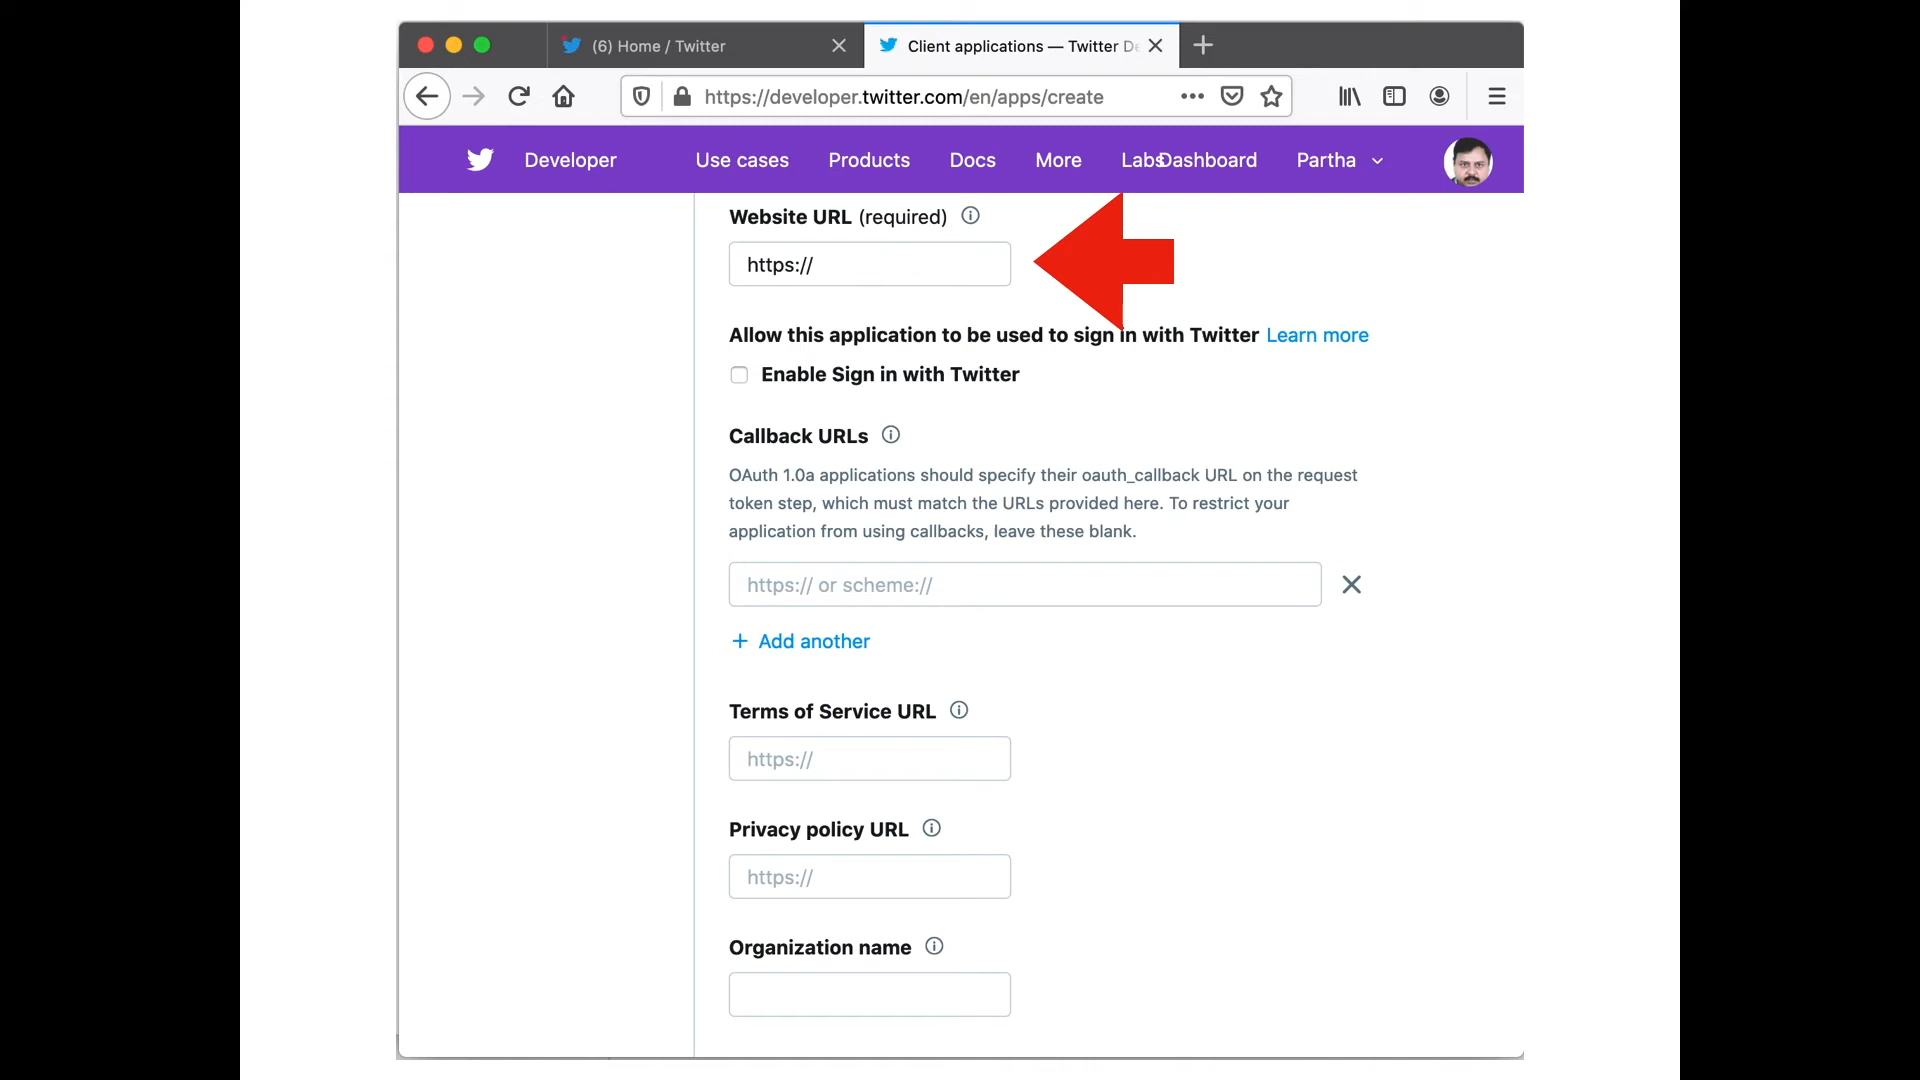 (6) Home / Twitter
Client applications — Twitter De
https://developer.twitter.com/en/apps/create
Developer Use cases Products Docs More Labs Dashboard Partha
Website URL (required)
https://
Allow this application to be used to sign in with Twitter Learn more
Enable Sign in with Twitter
Callback URLs
OAuth 1.0a applications should specify their oauth_callback URL on the request
token step, which must match the URLs provided here. To restrict your
application from using callbacks, leave these blank.
https:// or scheme://
+ Add another
Terms of Service URL
https://
Privacy policy URL
https://
Organization name